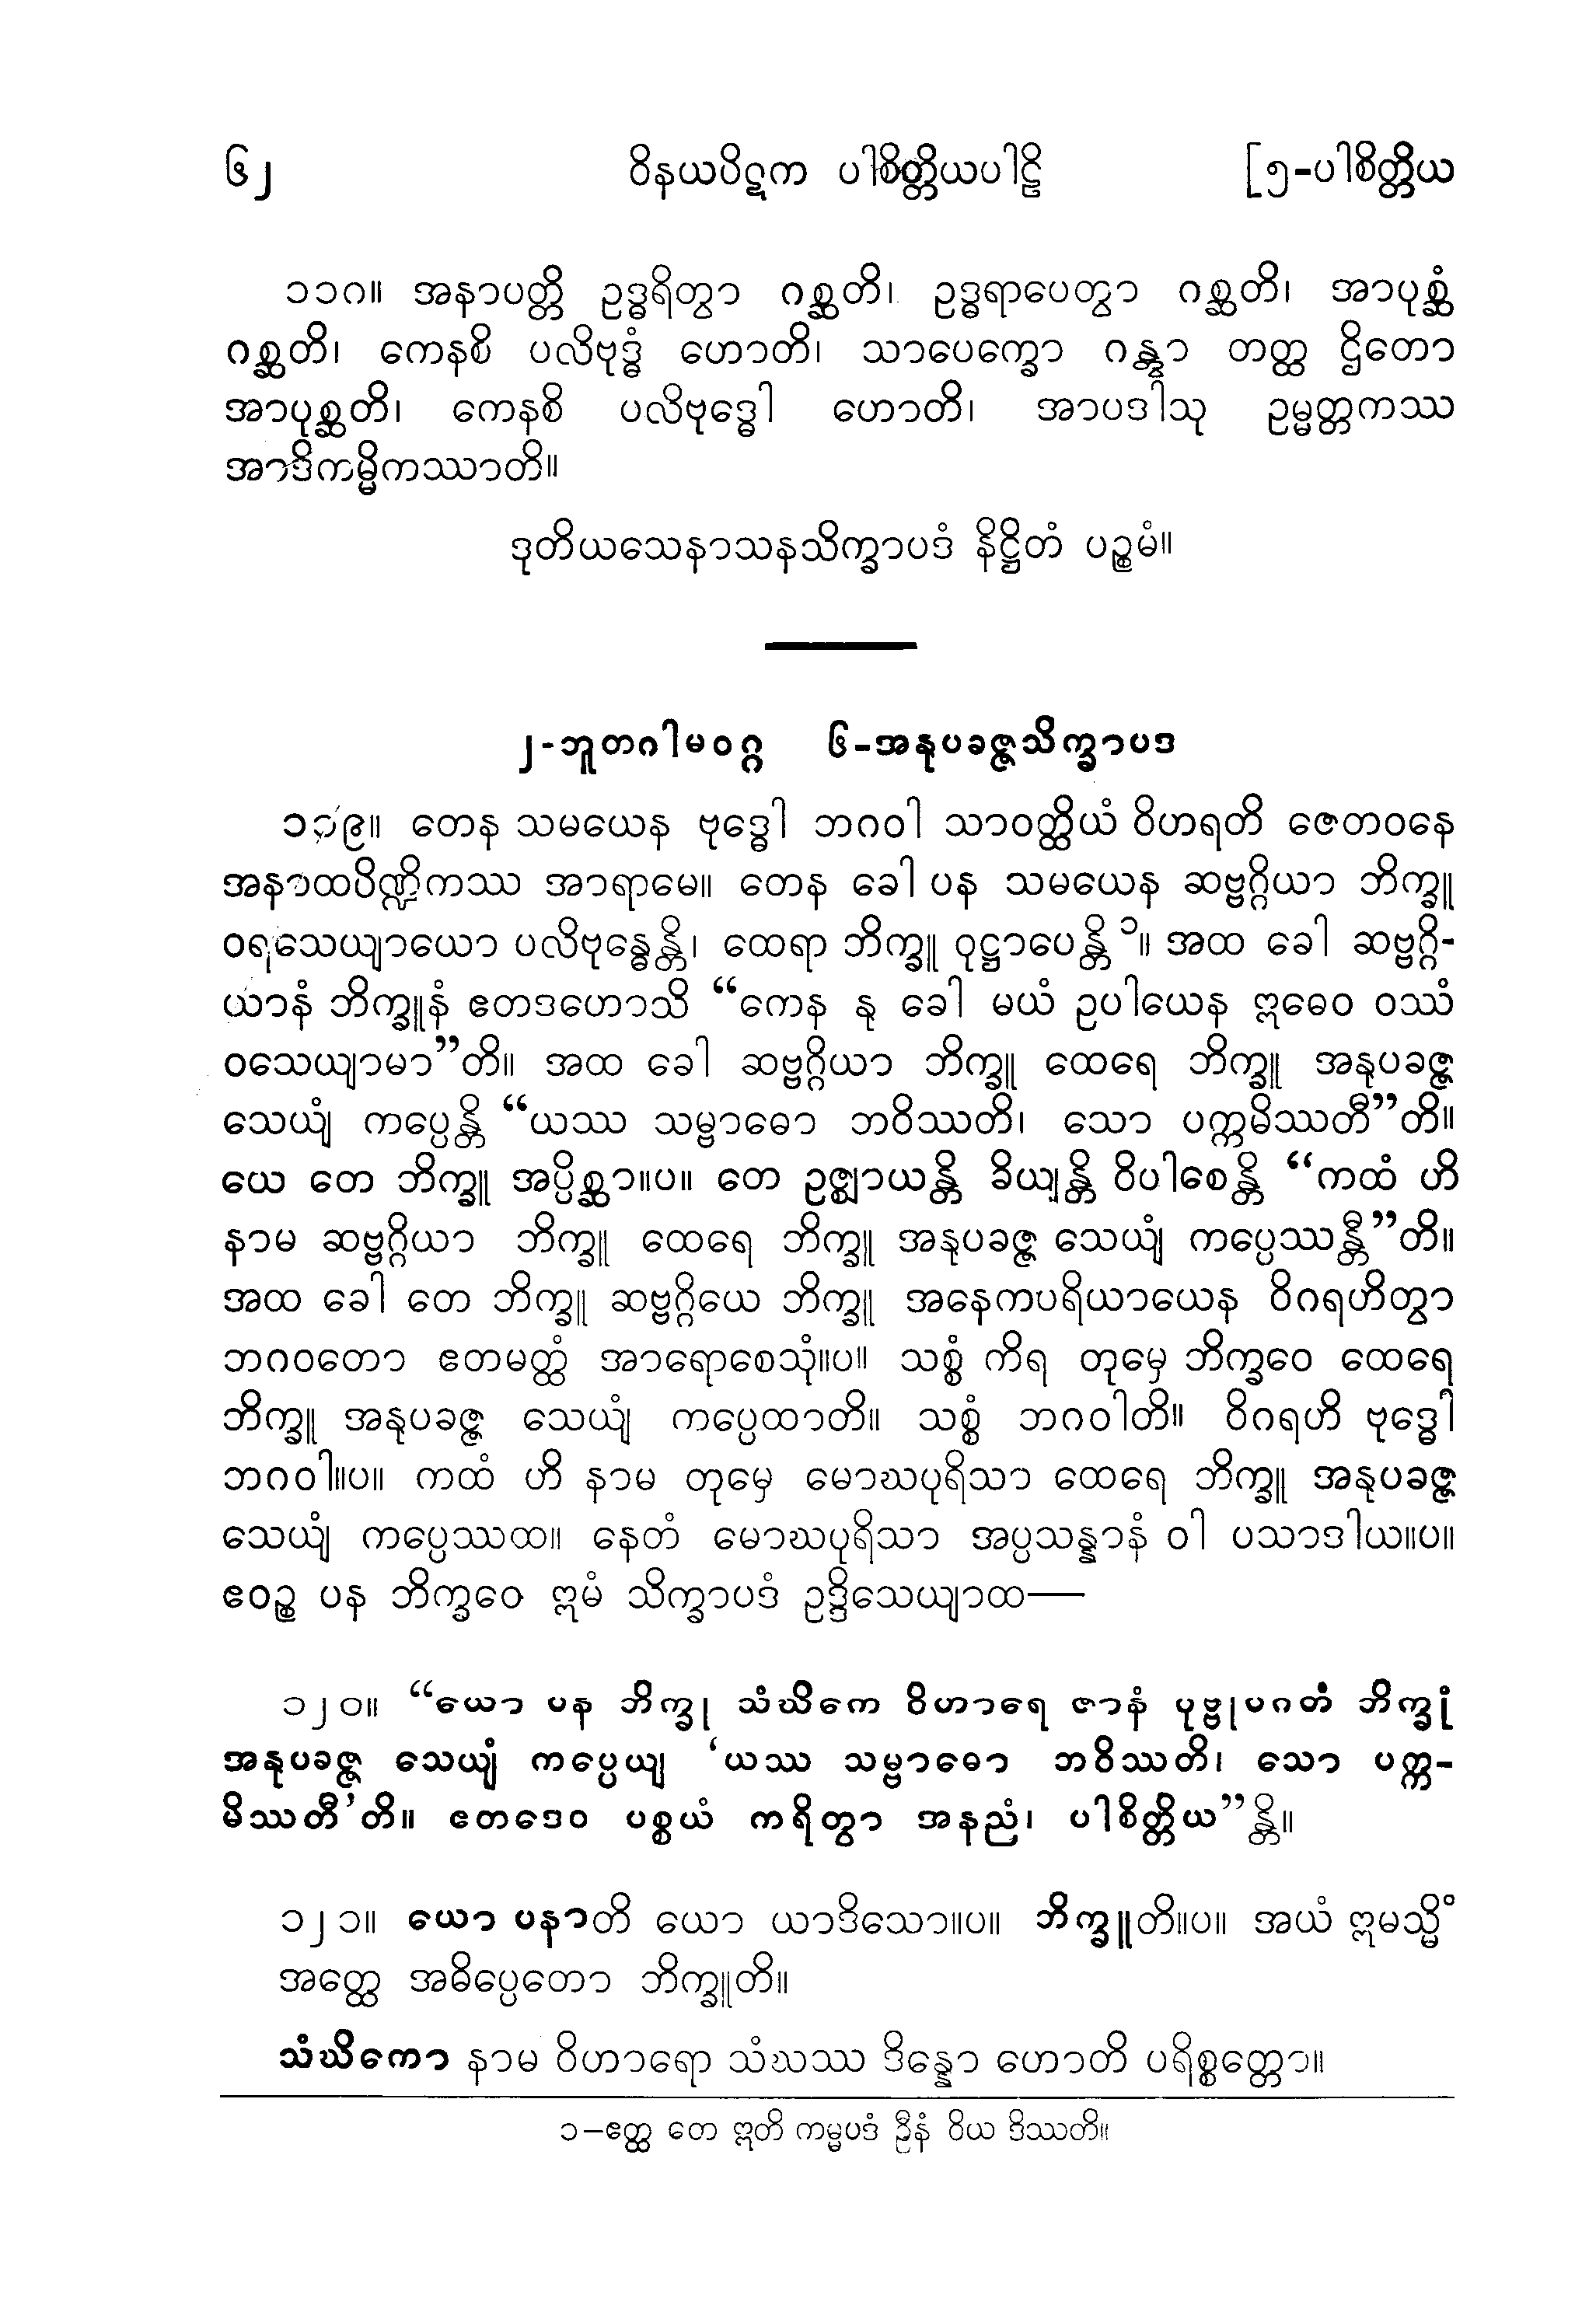 ၆၂ ဝိနယပိဋက ပါစိတ္တိယပါဠိ [၅-ပါစိတ္တိယ
၁၁ဂ။ အနာပတ္တိ ဥဒ္ဓရိတွာ ဂစ္ဆတိ၊ ဥဒ္ဓရာပေတွာ ဂစ္ဆတိ၊ အာပုစ္ဆံ
ဂစ္ဆတိ၊ ကေနစိ ပလိဗုဒ္ဓံ ဟောတိ၊ သာပေက္ခော ဂန္တွာ တတ္ထ ဌိတော
အာပုစ္ဆတိ၊ ကေနစိ ပလိဗုဒ္ဓေါ ဟောတိ၊ အာပဒါသု ဥမ္မတ္တကဿ
အာဒိကမ္မိကဿာတိ။
ဒုတိယသေနာသနသိက္ခာပဒံ နိဋ္ဌိတံ ပဉ္စမံ။
၂-ဘူတဂါမဝဂ္ဂ ၆-အနုပခဇ္ဇသိက္ခာပဒ
၁၁၉။ တေန သမယေန ဗုဒ္ဓေါ ဘဂဝါ သာဝတ္ထိယံ ဝိဟရတိ ဇေတဝနေ
အနာထပိဏ္ဍိကဿ အာရာမေ။ တေန ခေါ ပန သမယေန ဆဗ္ဗဂ္ဂိယာ ဘိက္ခူ
ဝရသေယျာယော ပလိဗုန္ဓေန္တိ၊ ထေရာ ဘိက္ခူ ဝုဋ္ဌာပေန္တိ ၁။ အထ ခေါ ဆဗ္ဗဂ္ဂိ-
ယာနံ ဘိက္ခူနံ ဧတဒဟောသိ “ကေန နု ခေါ မယံ ဥပါယေန ဣဓေဝ ဝဿံ
ဝသေယျာမာ”တိ။ အထ ခေါ ဆဗ္ဗဂ္ဂိယာ ဘိက္ခူ ထေရေ ဘိက္ခူ အနုပခဇ္ဇ
သေယျံ ကပ္ပေန္တိ “ယဿ သမ္ဗာဓော ဘဝိဿတိ၊ သော ပက္ကမိဿတီ”တိ။
ယေ တေ ဘိက္ခူ အပ္ပိစ္ဆာ။ပ။ တေ ဥဇ္ဈာယန္တိ ခိယျန္တိ ဝိပါစေန္တိ “ကထံ ဟိ
နာမ ဆဗ္ဗဂ္ဂိယာ ဘိက္ခူ ထေရေ ဘိက္ခူ အနုပခဇ္ဇ သေယျံ ကပ္ပေဿန္တီ”တိ။
အထ ခေါ တေ ဘိက္ခူ ဆဗ္ဗဂ္ဂိယေ ဘိက္ခူ အနေကပရိယာယေန ဝိဂရဟိတွာ
ဘဂဝတော ဧတမတ္ထံ အာရောစေသုံ။ပ။ သစ္စံ ကိရ တုမှေ ဘိက္ခဝေ ထေရေ
ဘိက္ခူ အနုပခဇ္ဇ သေယျံ ကပ္ပေထာတိ။ သစ္စံ ဘဂဝါတိ။ ဝိဂရဟိ ဗုဒ္ဓေါ
ဘဂဝါ။ပ။ ကထံ ဟိ နာမ တုမှေ မောဃပုရိသာ ထေရေ ဘိက္ခူ အနုပခဇ္ဇ
သေယျံ ကပ္ပေဿထ။ နေတံ မောဃပုရိသာ အပ္ပသန္နာနံ ဝါ ပသာဒါယ။ပ။
ဧဝဉ္စ ပန ဘိက္ခဝေ ဣမံ သိက္ခာပဒံ ဥဒ္ဒိသေယျာထ—
၁၂၀။ “ယော ပန ဘိက္ခု သံဃိကေ ဝိဟာရေ ဇာနံ ပုဗ္ဗုပဂတံ ဘိက္ခုံ
အနုပခဇ္ဇ သေယျံ ကပ္ပေယျ ‘ယဿ သမ္ဗာဓော ဘဝိဿတိ၊ သော ပက္က-
မိဿတီ’တိ။ ဧတဒေဝ ပစ္စယံ ကရိတွာ အနညံ၊ ပါစိတ္တိယ”န္တိ။
၁၂၁။ ယော ပနာတိ ယော ယာဒိသော။ပ။ ဘိက္ခူတိ။ပ။ အယံ ဣမသ္မိံ
အတ္ထေ အဓိပ္ပေတော ဘိက္ခူတိ။
သံဃိကော နာမ ဝိဟာရော သံဃဿ ဒိန္နော ဟောတိ ပရိစ္စတ္တော။
၁—ဧတ္ထ တေ ဣတိ ကမ္မပဒံ ဦနံ ဝိယ ဒိဿတိ။